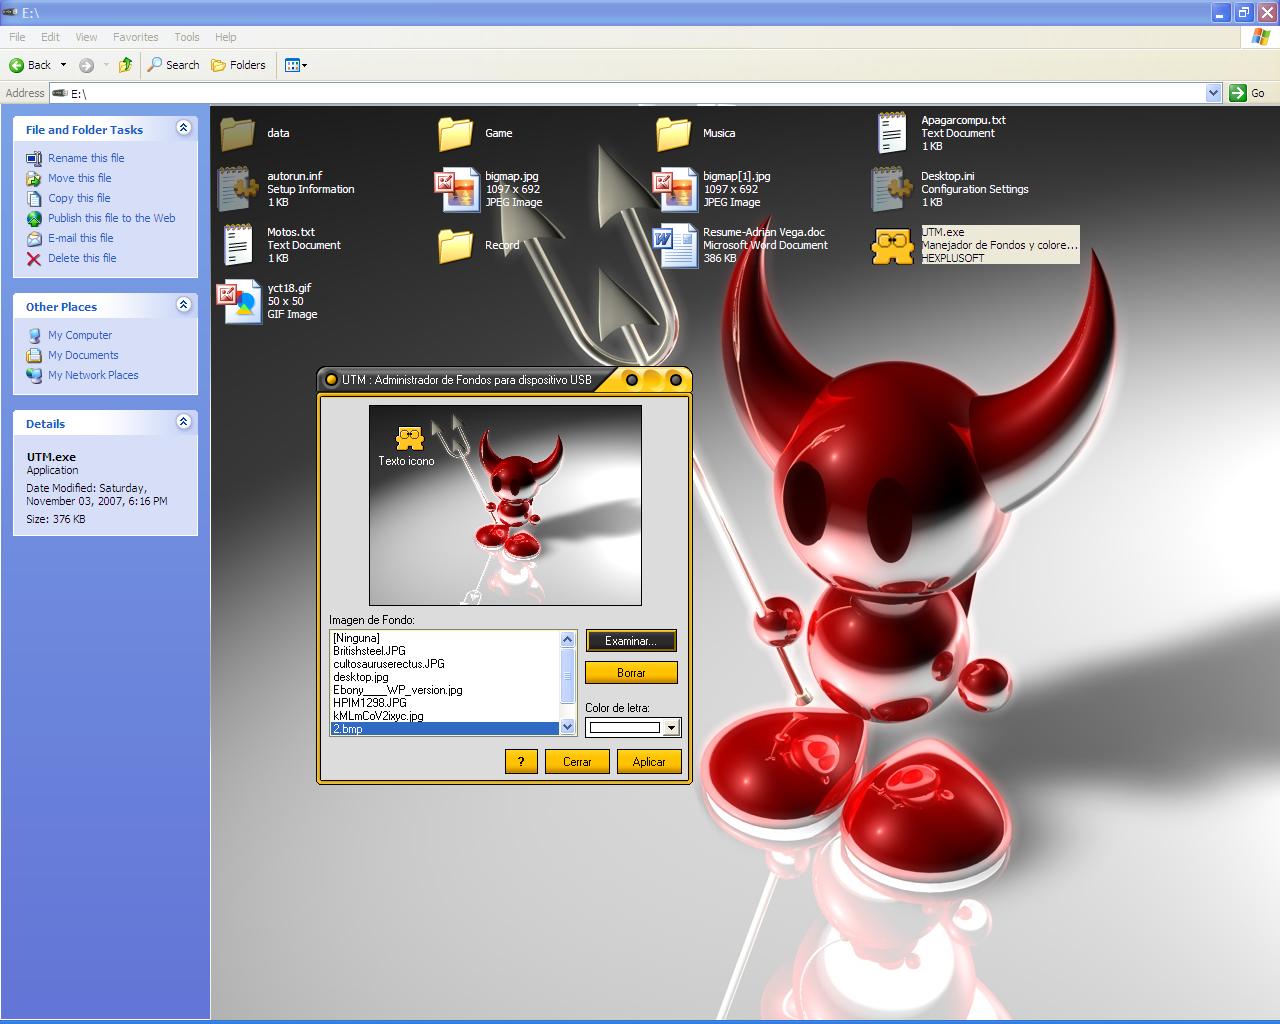 E:\
File Edit View Favorites Tools Help
Back Search Folders
Address E:\ Go
File and Folder Tasks
Rename this file
Move this file
Copy this file
Publish this file to the Web
E-mail this file
Delete this file
Other Places
My Computer
My Documents
My Network Places
Details
UTM.exe
Application
Date Modified: Saturday,
November 03, 2007, 6:16 PM
Size: 376 KB
data
Game
Musica
Apagarcompu.txt
Text Document
1 KB
autorun.inf
Setup Information
1 KB
bigmap.jpg
1097 x 692
JPEG Image
bigmap[1].jpg
1097 x 692
JPEG Image
Desktop.ini
Configuration Settings
1 KB
Motos.txt
Text Document
1 KB
Record
Resume-Adrian Vega.doc
Microsoft Word Document
386 KB
UTM.exe
Manejador de Fondos y colore...
HEXPLUSOFT
yct18.gif
50 x 50
GIF Image
UTM : Administrador de Fondos para dispositivo USB
Texto icono
Imagen de Fondo:
[Ninguna]
Britishsteel.JPG
cultosauruserectus.JPG
desktop.jpg
Ebony____WP_version.jpg
HPIM1298.JPG
kMLmCoV2ixyc.jpg
2.bmp
Examinar...
Borrar
Color de letra:
? Cerrar Aplicar